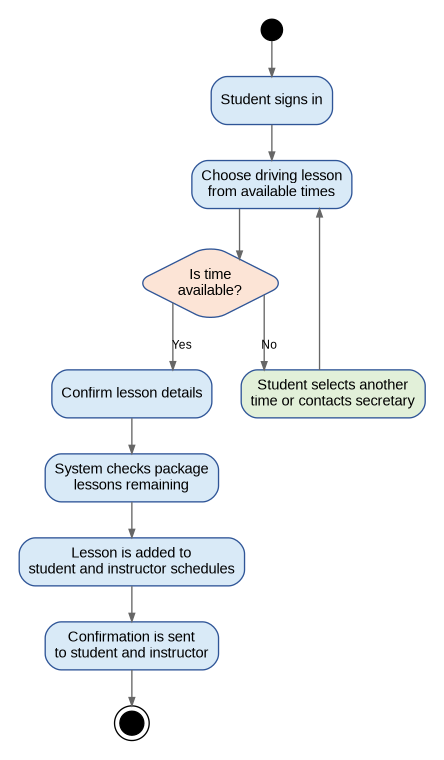 Student signs in
Choose driving lesson
from available times
Is time
available?
Yes
No
Confirm lesson details
Student selects another
time or contacts secretary
System checks package
lessons remaining
Lesson is added to
student and instructor schedules
Confirmation is sent
to student and instructor